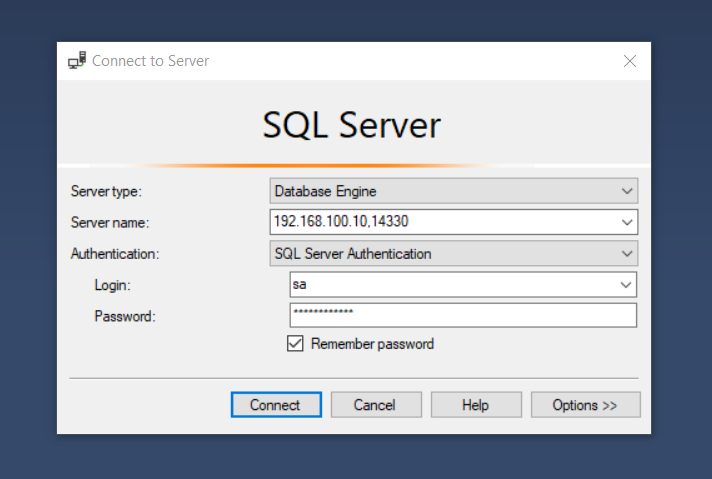 Connect to Server
SQL Server
Server type:
Database Engine
Server name:
192.168.100.10,14330
Authentication:
SQL Server Authentication
Login:
sa
Password:
************
Remember password
Connect
Cancel
Help
Options >>